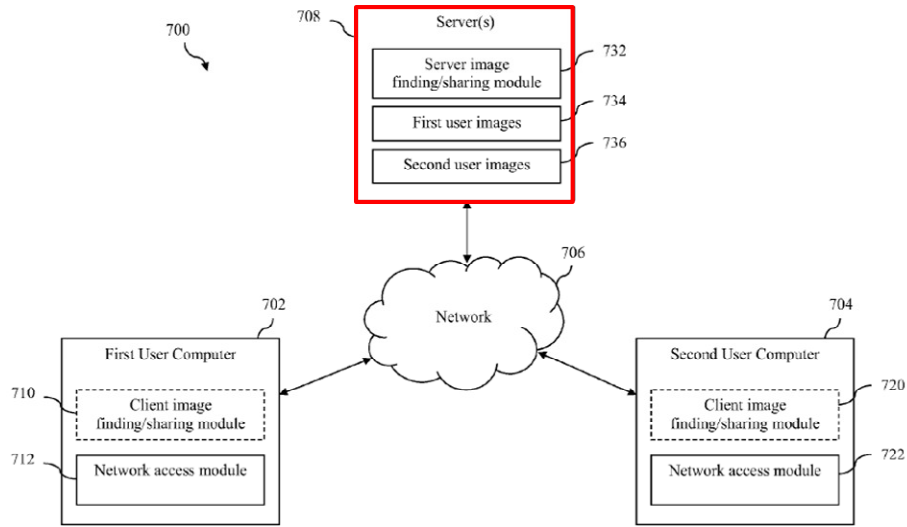 708
Server(s)
700
732
Server image
finding/sharing module
734
First user images
736
Second user images
706
Network
702
704
First User Computer
Second User Computer
710
Client image
finding/sharing module
720
Client image
finding/sharing module
712
Network access module
Network access module
722